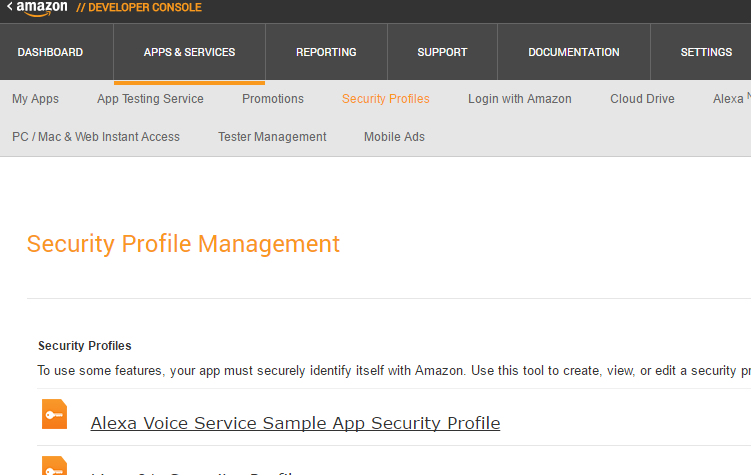 < amazon // DEVELOPER CONSOLE
DASHBOARD APPS & SERVICES REPORTING SUPPORT DOCUMENTATION SETTINGS
My Apps App Testing Service Promotions Security Profiles Login with Amazon Cloud Drive Alexa N
PC / Mac & Web Instant Access Tester Management Mobile Ads
Security Profile Management
Security Profiles
To use some features, your app must securely identify itself with Amazon. Use this tool to create, view, or edit a security pr
Alexa Voice Service Sample App Security Profile